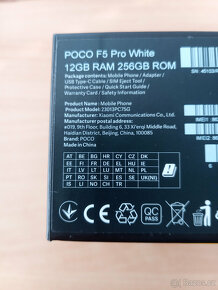 POCO F5 Pro White
12GB RAM 256GB ROM
Package Contents: Mobile Phone / Adapter /
USB Type-C Cable / SIM Eject Tool /
Protective Case / Quick Start Guide /
Warranty Card
Product Name: Mobile Phone
Model: 23013PC75G
Manufacturer: Xiaomi Communications Co., Ltd.
Manufacturer postal address:
#019, 9th Floor, Building 6, 33 Xi'erqi Middle Road,
Haidian District, Beijing, China, 100085
Brand: POCO
MADE IN CHINA
AT BE BG HR CY CZ DK
EE FI FR DE EL HU IE
IT LV LT LU MT NL PL
PT RO SK SI ES SE UK(NI)
IS LI NO CH TR
QC
PASS
bazos.cz